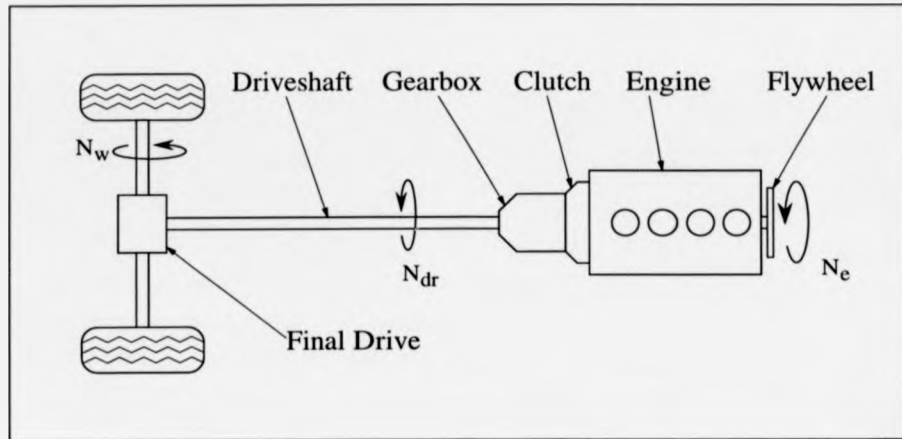 Driveshaft Gearbox Clutch Engine Flywheel
N_w
N_dr
N_e
Final Drive